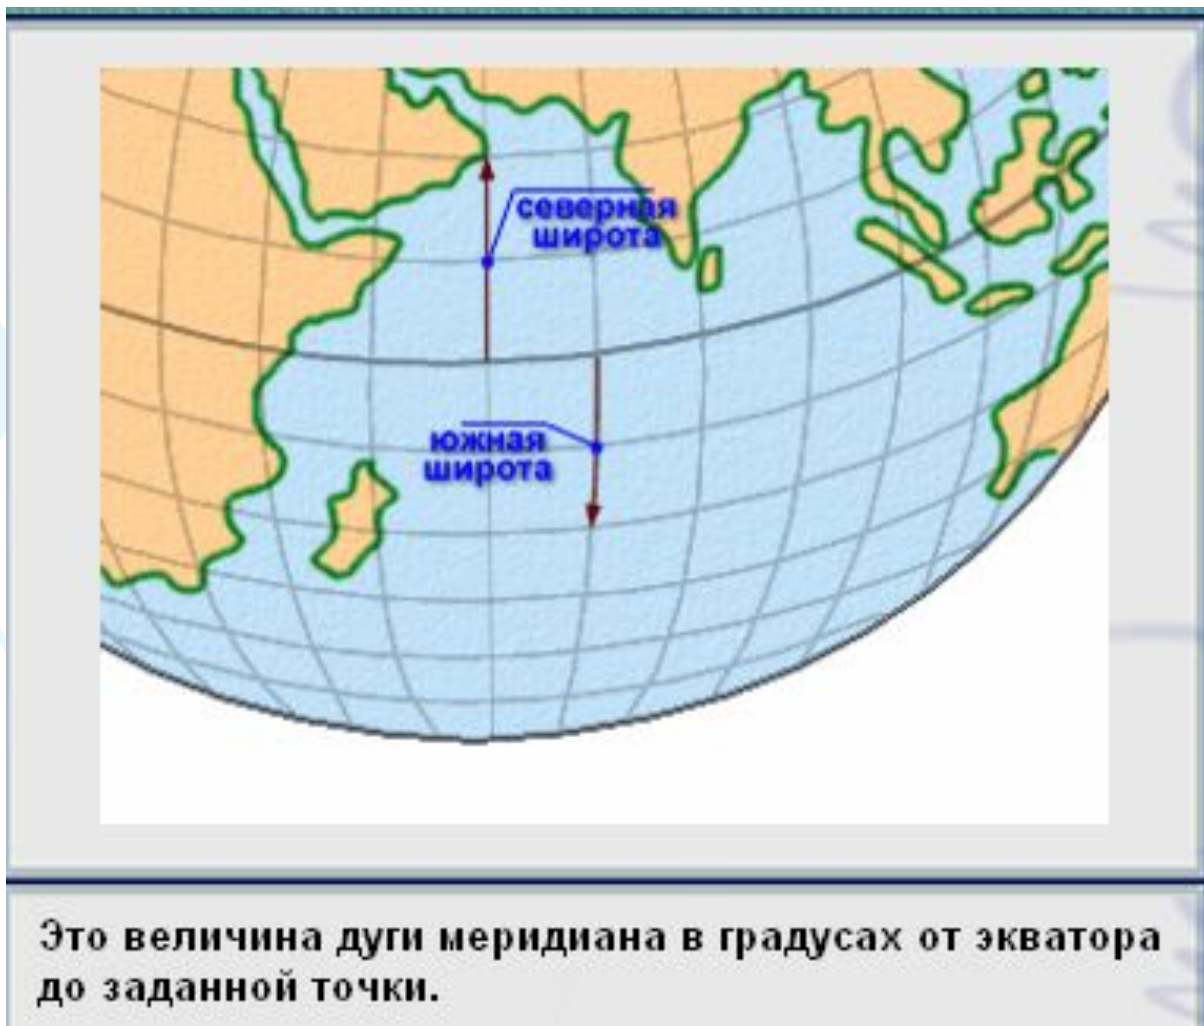 северная
широта
южная
широта
Это величина дуги меридиана в градусах от экватора
до заданной точки.